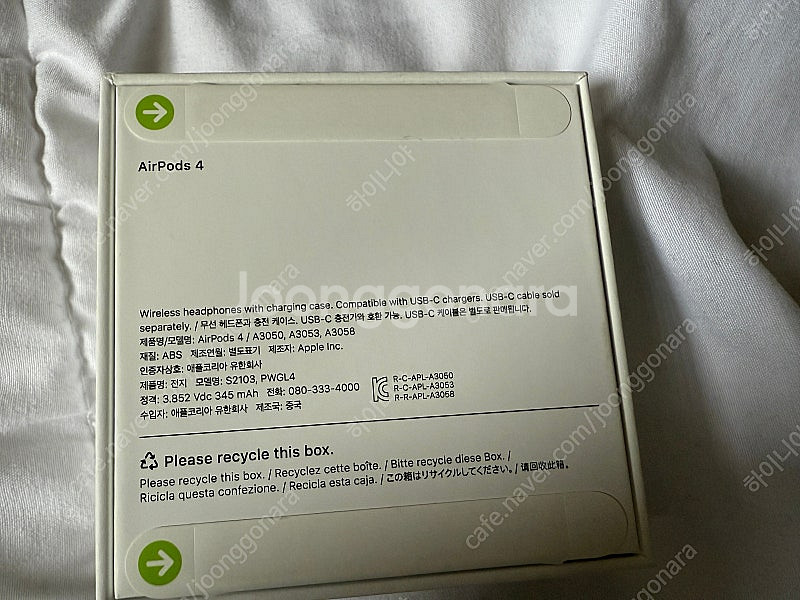 AirPods 4
Wireless headphones with charging case. Compatible with USB-C chargers. USB-C cable sold
separately. / 무선 헤드폰과 충전 케이스. USB-C 충전기와 호환 가능. USB-C 케이블은 별도로 판매됩니다.
제품명/모델명: AirPods 4 / A3050, A3053, A3058
재질: ABS 제조연월: 별도표기 제조자: Apple Inc.
인증자상호: 애플코리아 유한회사
제품명: 전지 모델명: S2103, PWGL4
정격: 3.852 Vdc 345 mAh 전화: 080-333-4000
수입자: 애플코리아 유한회사 제조국: 중국
R-C-APL-A3050
R-C-APL-A3053
R-R-APL-A3058
Please recycle this box.
Please recycle this box. / Recyclez cette boîte. / Bitte recycle diese Box. /
Ricicla questa confezione. / Recicla esta caja. / この箱はリサイクルしてください。/ 请回收此箱。
joonggonara
cafe.naver.com/joonggonara
하이니야